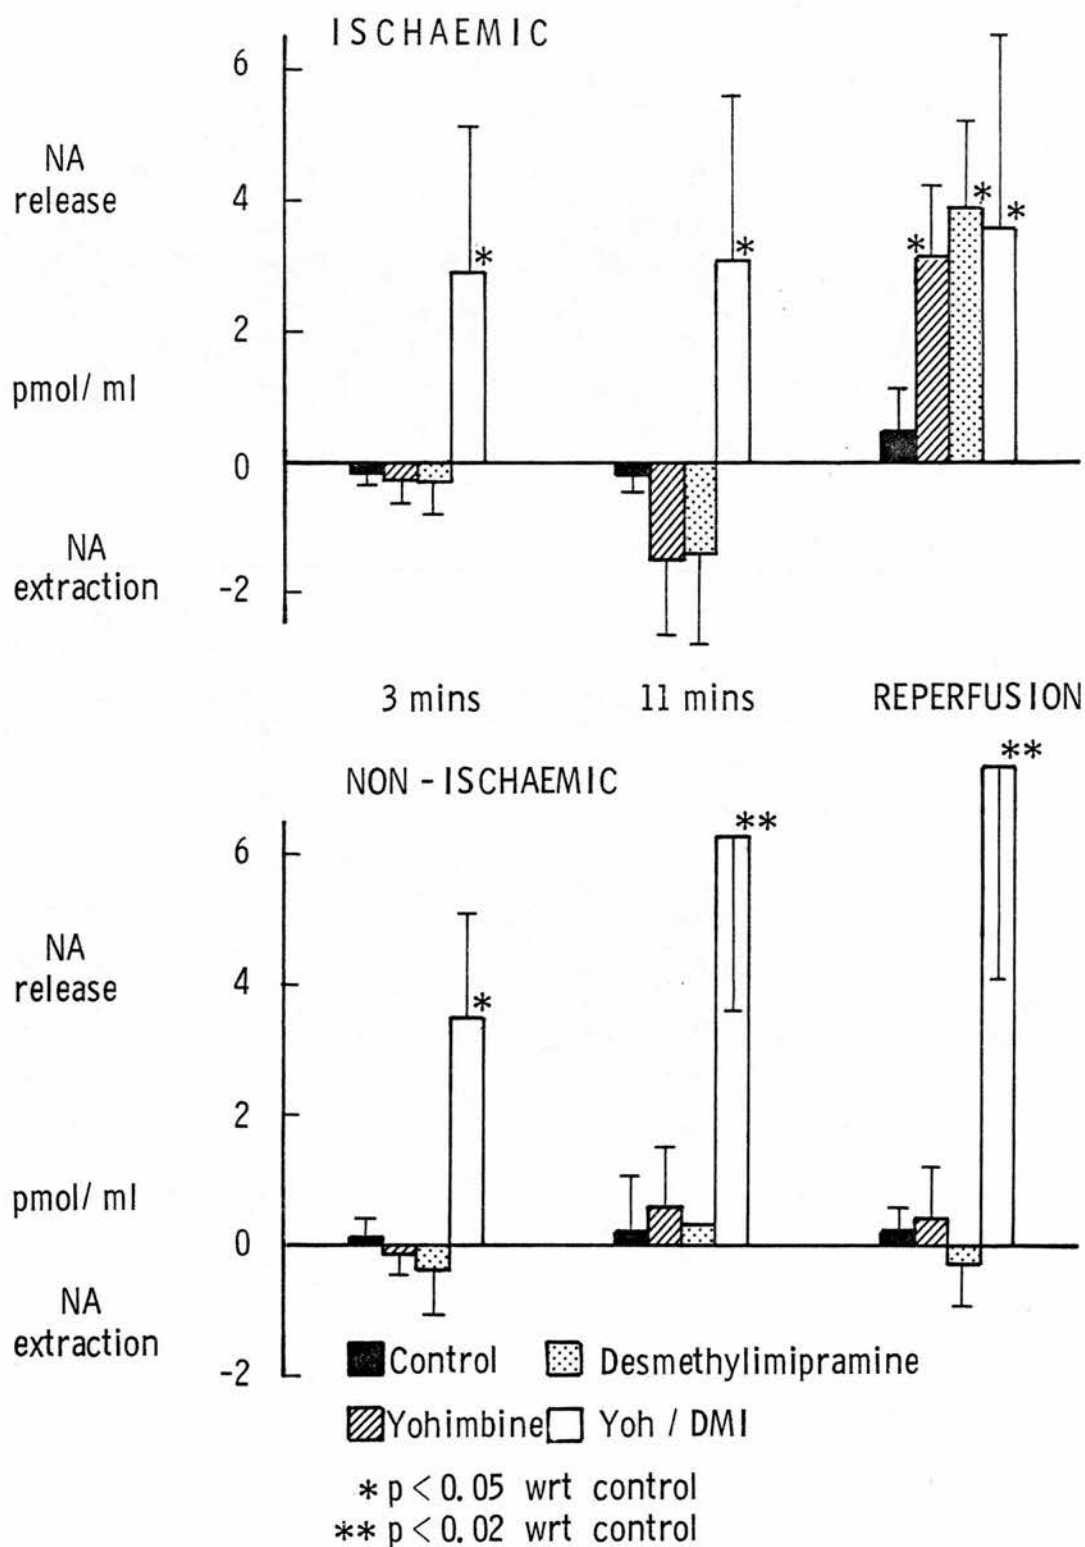 ISCHAEMIC
6
NA
release
4
*
*
*
*
*
2
pmol/ml
0
NA
extraction
-2
3 mins
11 mins
REPERFUSION
NON-ISCHAEMIC
**
**
6
NA
release
4
*
2
pmol/ml
0
NA
extraction
-2
Control
Desmethylimipramine
Yohimbine
Yoh / DMI
* p < 0.05 wrt control
** p < 0.02 wrt control